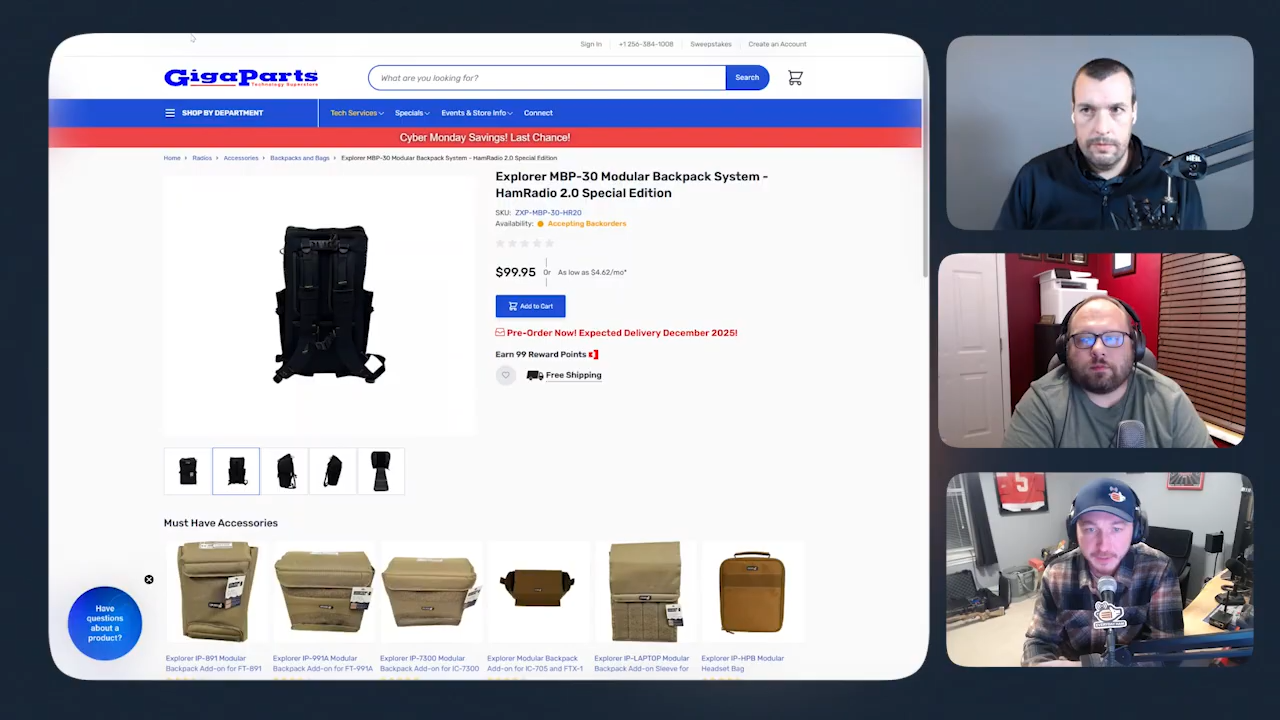 Sign In
+1 256-384-1008
Sweepstakes
Create an Account
GigaParts
Technology Superstore
What are you looking for?
Search
SHOP BY DEPARTMENT
Tech Services
Specials
Events & Store Info
Connect
Cyber Monday Savings! Last Chance!
Home
Radios
Accessories
Backpacks and Bags
Explorer MBP-30 Modular Backpack System - HamRadio 2.0 Special Edition
Explorer MBP-30 Modular Backpack System -
HamRadio 2.0 Special Edition
SKU: ZXP-MBP-30-HR20
Availability: Accepting Backorders
$99.95 Or As low as $4.62/mo*
Add to Cart
Pre-Order Now! Expected Delivery December 2025!
Earn 99 Reward Points
Free Shipping
Must Have Accessories
Have
questions
about a
product?
Explorer IP-891 Modular
Backpack Add-on for FT-891
Explorer IP-991A Modular
Backpack Add-on for FT-991A
Explorer IP-7300 Modular
Backpack Add-on for IC-7300
Explorer Modular Backpack
Add-on for IC-705 and FTX-1
Explorer IP-LAPTOP Modular
Backpack Add-on Sleeve for
Explorer IP-HPB Modular
Headset Bag
HEIL
5